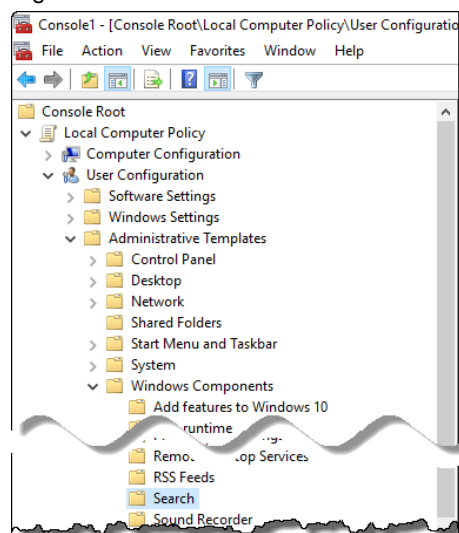 Console1 - [Console Root\Local Computer Policy\User Configuratio
File Action View Favorites Window Help
Console Root
Local Computer Policy
Computer Configuration
User Configuration
Software Settings
Windows Settings
Administrative Templates
Control Panel
Desktop
Network
Shared Folders
Start Menu and Taskbar
System
Windows Components
Add features to Windows 10
runtime
Services
RSS Feeds
Search
Sound Recorder